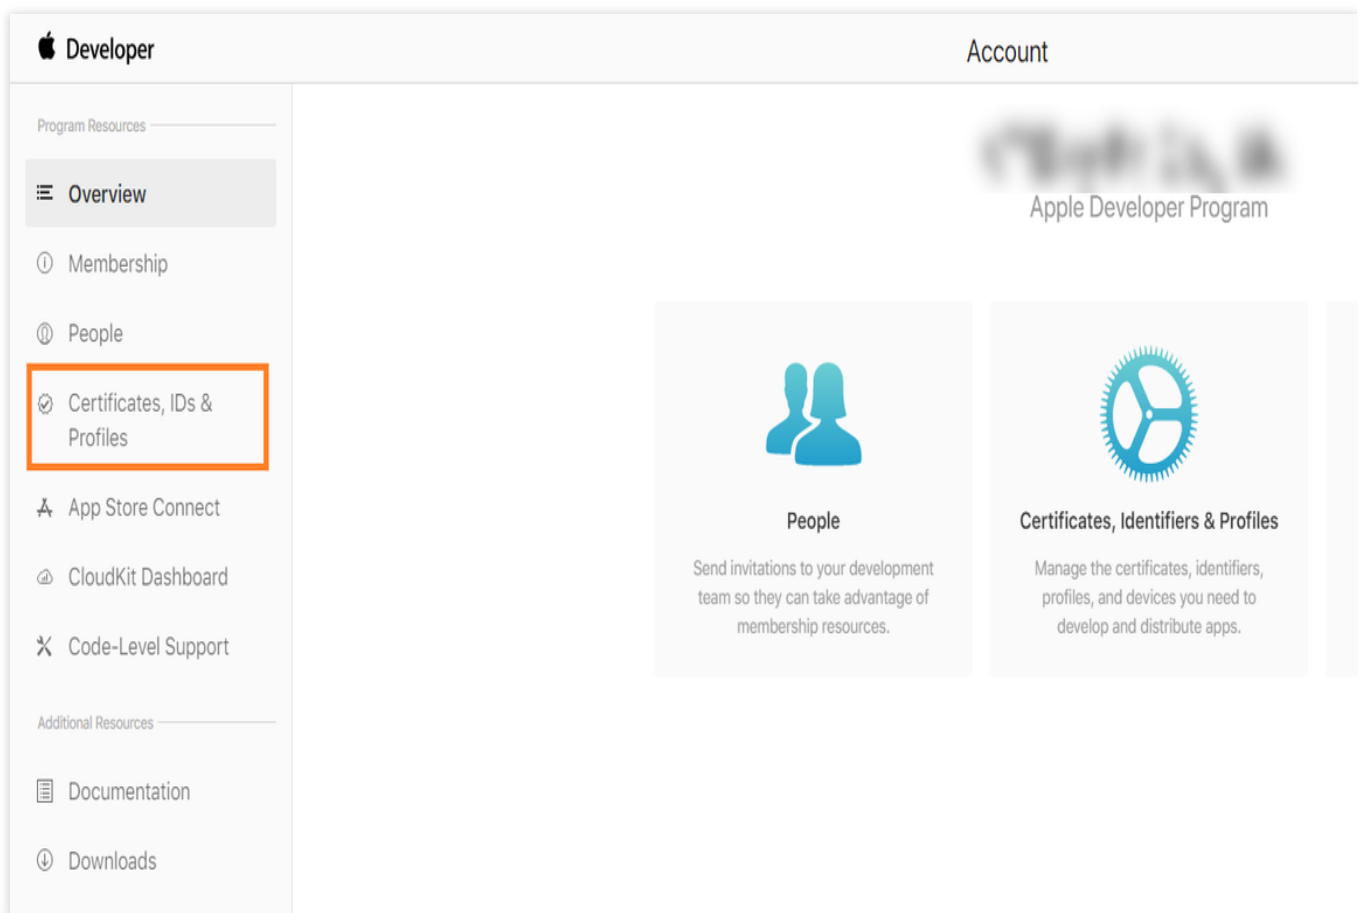 Developer
Account
Program Resources
Overview
Membership
People
Certificates, IDs &
Profiles
App Store Connect
CloudKit Dashboard
Code-Level Support
Additional Resources
Documentation
Downloads
Apple Developer Program
People
Send invitations to your development
team so they can take advantage of
membership resources.
Certificates, Identifiers & Profiles
Manage the certificates, identifiers,
profiles, and devices you need to
develop and distribute apps.